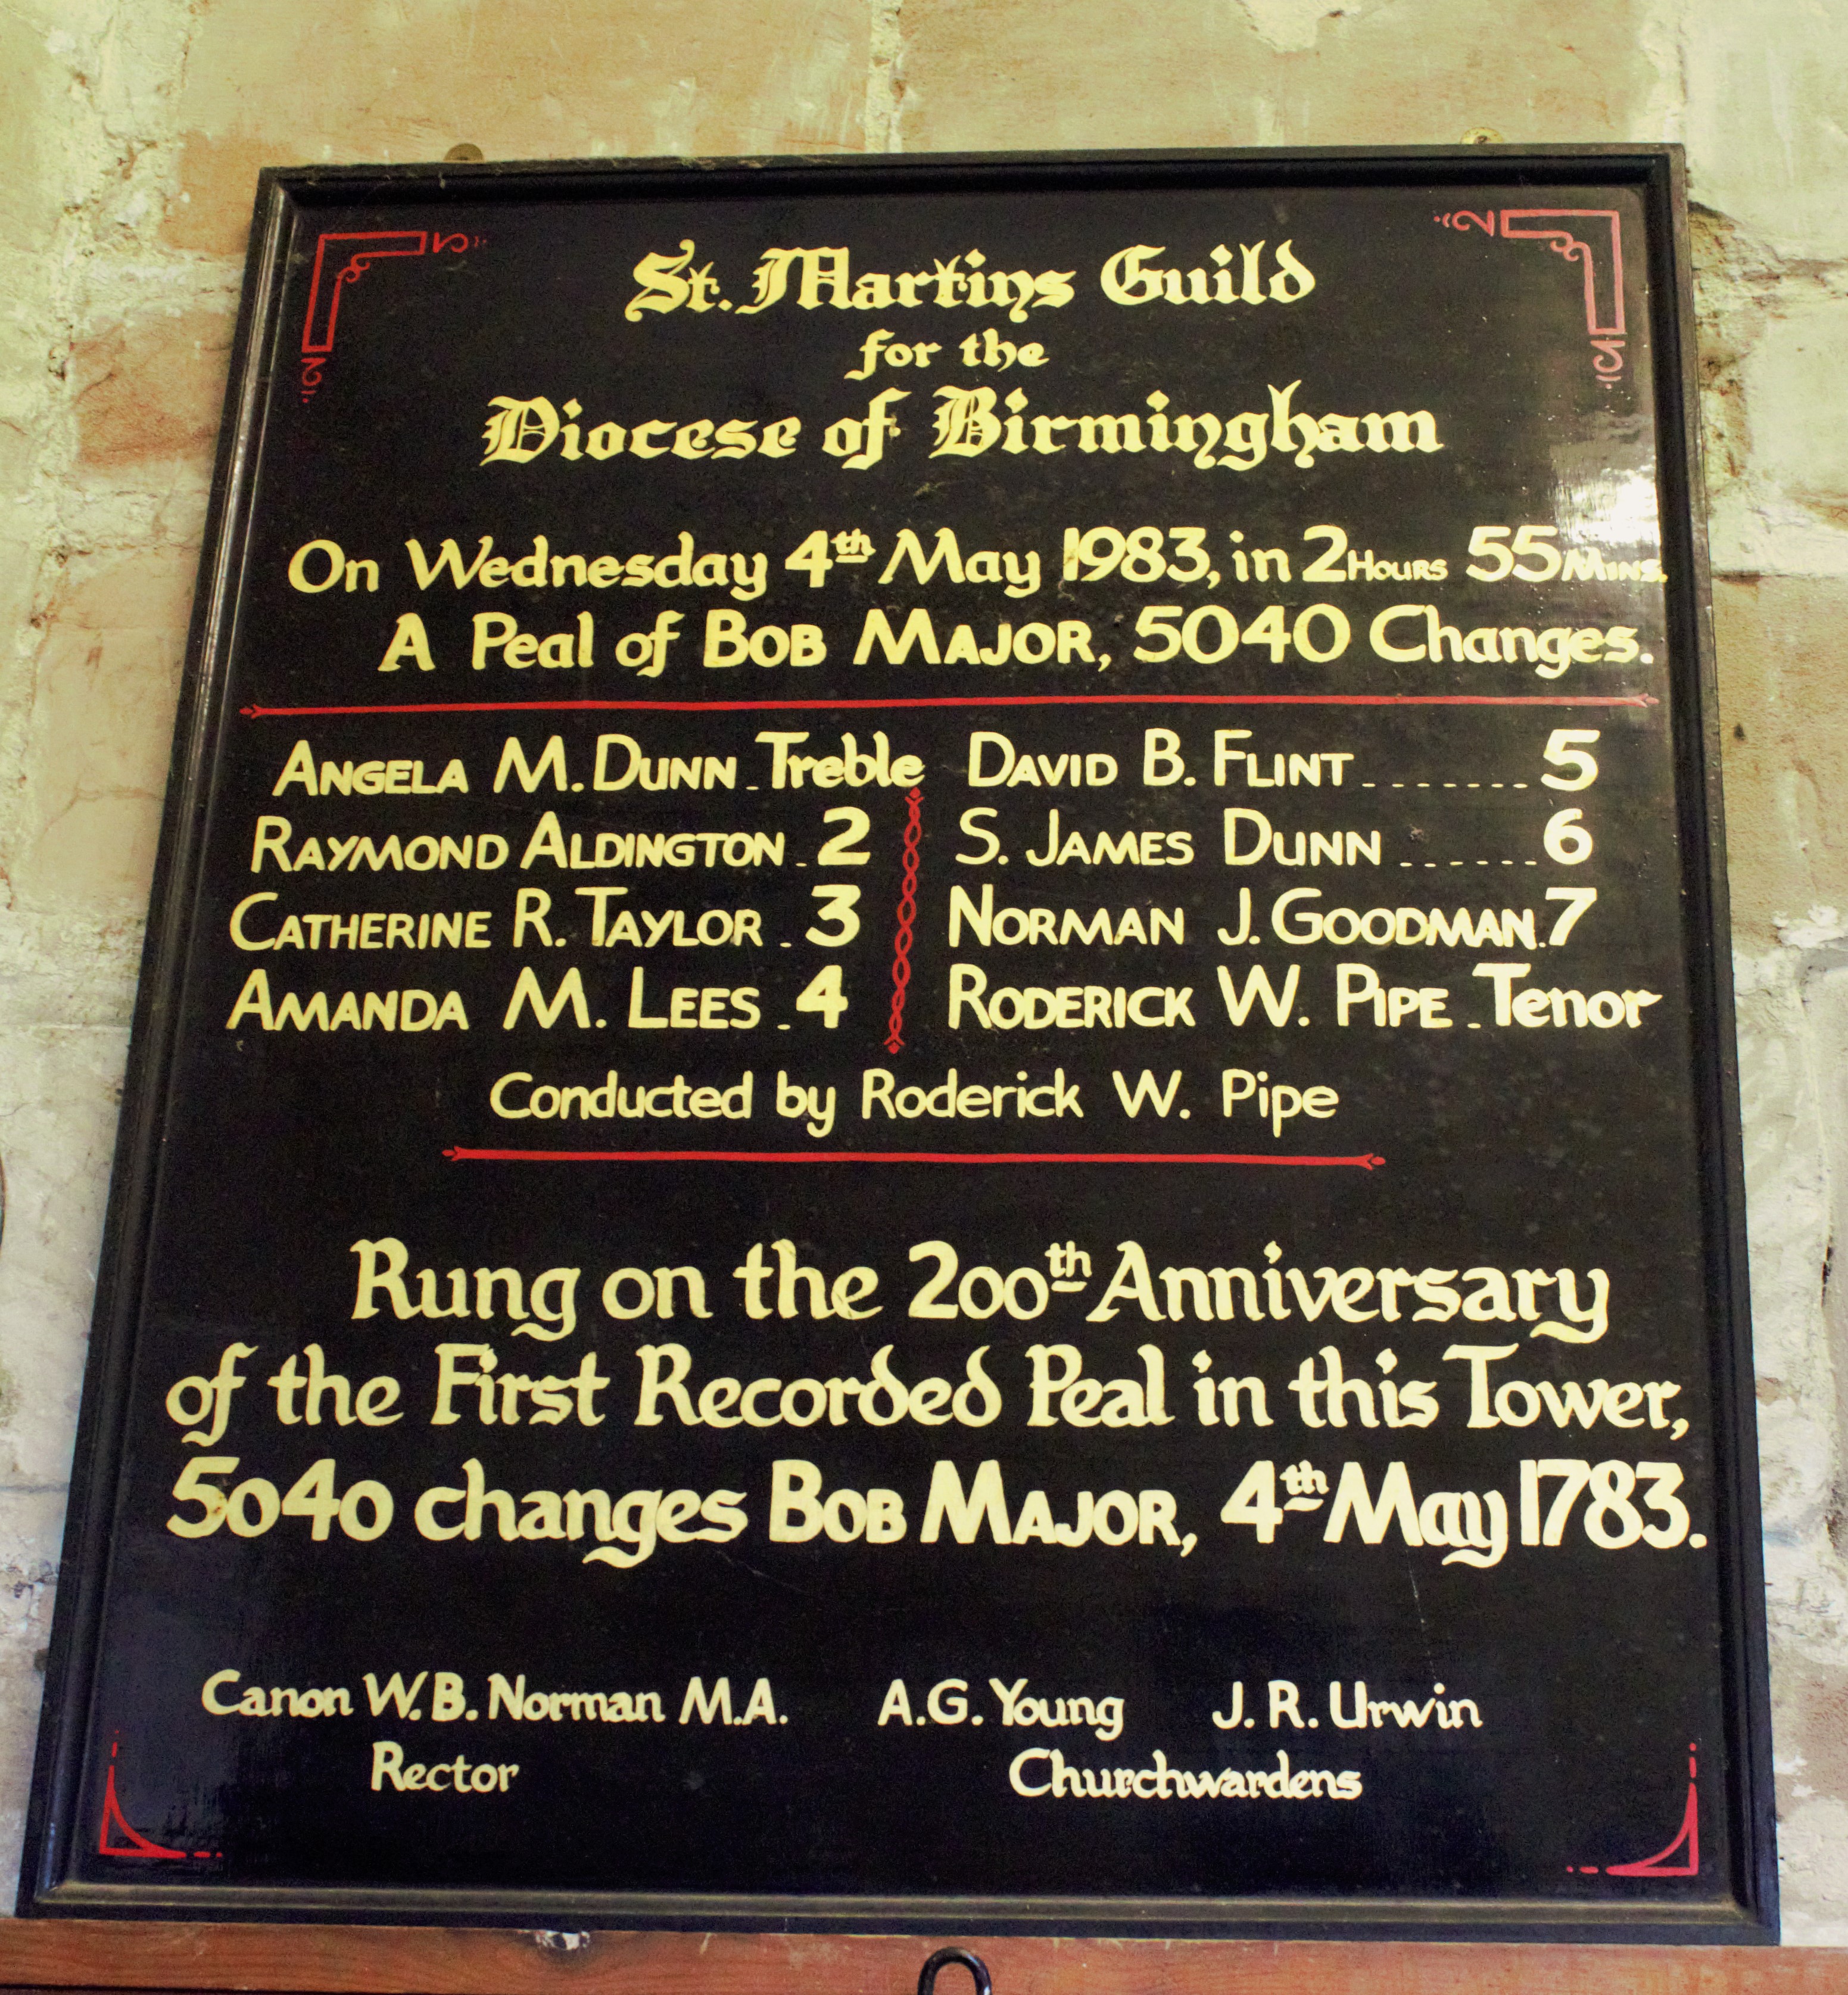 St. Martins Guild
for the
Diocese of Birmingham
On Wednesday 4th May 1983, in 2 Hours 55 Mins.
A Peal of Bob Major, 5040 Changes.
Angela M. Dunn Treble David B. Flint 5
Raymond Aldington 2 S. James Dunn 6
Catherine R. Taylor 3 Norman J. Goodman 7
Amanda M. Lees 4 Roderick W. Pipe Tenor
Conducted by Roderick W. Pipe
Rung on the 200th Anniversary
of the First Recorded Peal in this Tower,
5040 changes Bob Major, 4th May 1783.
Canon W.B. Norman M.A. A.G. Young J. R. Urwin
Rector Churchwardens